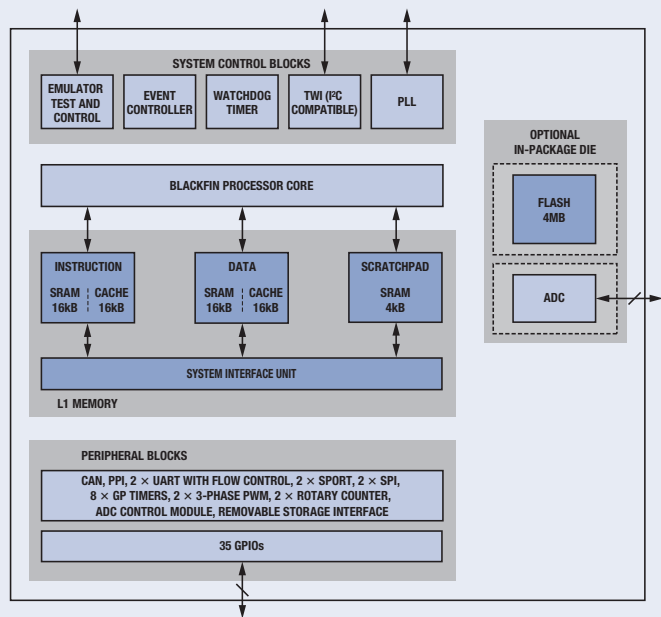 SYSTEM CONTROL BLOCKS
EMULATOR
TEST AND
CONTROL
EVENT
CONTROLLER
WATCHDOG
TIMER
TWI (I²C
COMPATIBLE)
PLL
OPTIONAL
IN-PACKAGE DIE
FLASH
4MB
ADC
BLACKFIN PROCESSOR CORE
INSTRUCTION
SRAM CACHE
16kB 16kB
DATA
SRAM CACHE
16kB 16kB
SCRATCHPAD
SRAM
4kB
SYSTEM INTERFACE UNIT
L1 MEMORY
PERIPHERAL BLOCKS
CAN, PPI, 2 × UART WITH FLOW CONTROL, 2 × SPORT, 2 × SPI,
8 × GP TIMERS, 2 × 3-PHASE PWM, 2 × ROTARY COUNTER,
ADC CONTROL MODULE, REMOVABLE STORAGE INTERFACE
35 GPIOs